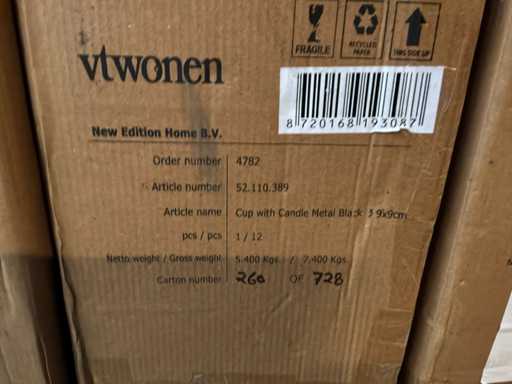 FRAGILE
RECYCLED PAPER
THIS SIDE UP
vtwonen
8 720168 193087
New Edition Home B.V.
Order number 4782
Article number 52.110.389
Article name Cup with Candle Metal Black 9x9cm
pcs / pcs 1 / 12
Netto weight / Gross weight 5.400 Kgs / 7.400 Kgs
Carton number 260 OF 728